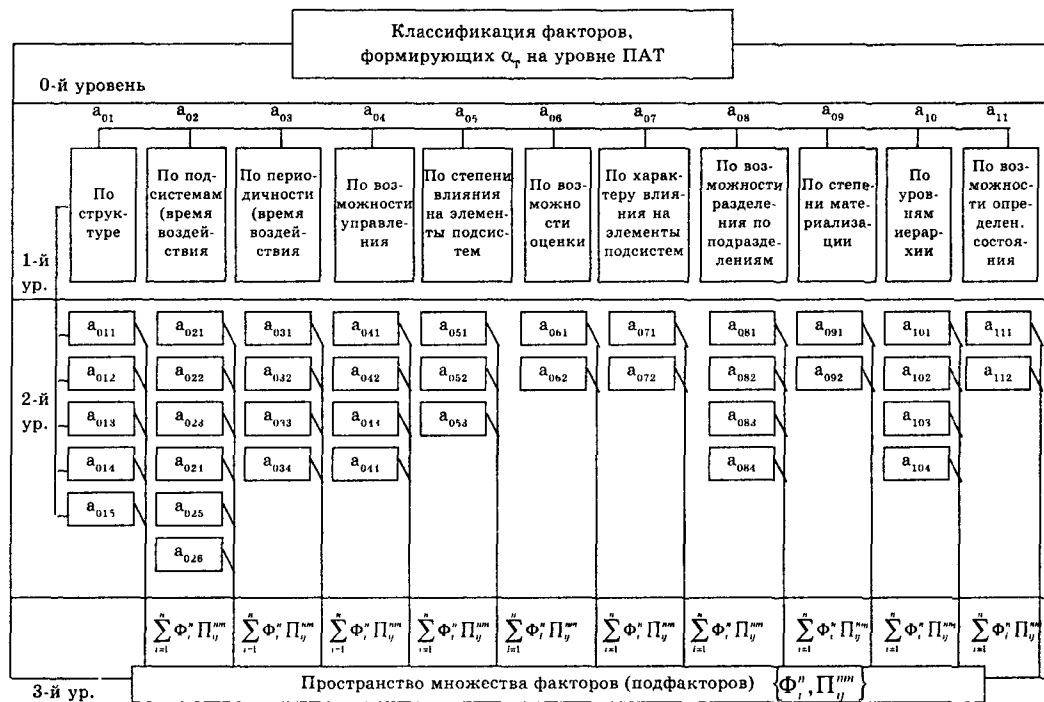 Классификация факторов,
формирующих α_т на уровне ПАТ
0-й уровень
a₀₁ a₀₂ a₀₃ a₀₄ a₀₅ a₀₆ a₀₇ a₀₈ a₀₉ a₁₀ a₁₁
По
струк-
туре
По под-
системам
(время
воздей-
ствия
По перио-
дичности
(время
воздей-
ствия
По воз-
можности
управле-
ния
По степени
влияния
на элемен-
ты подсис-
тем
По воз-
можно-
сти
оценки
По харак-
теру влия-
ния на
элементы
подсистем
По воз-
можности
разделе-
ния по
подразде-
лениям
По степе-
ни мате-
риализа-
ции
По
уров-
ням
иерар-
хии
По воз-
можнос-
ти опре-
делен.
состоя-
ния
1-й
ур.
a₀₁₁ a₀₂₁ a₀₃₁ a₀₄₁ a₀₅₁ a₀₆₁ a₀₇₁ a₀₈₁ a₀₉₁ a₁₀₁ a₁₁₁
a₀₁₂ a₀₂₂ a₀₃₂ a₀₄₂ a₀₅₂ a₀₆₂ a₀₇₂ a₀₈₂ a₀₉₂ a₁₀₂ a₁₁₂
2-й
ур.
a₀₁₃ a₀₂₃ a₀₃₃ a₀₅₃ a₀₈₃ a₁₀₃
a₀₁₄ a₀₃₄ a₀₈₄ a₁₀₄
a₀₁₅ a₀₂₅
a₀₂₆
3-й ур.
Пространство множества факторов (подфакторов) {Φᵢⁿ, Πᵢⱼⁿᵐ}